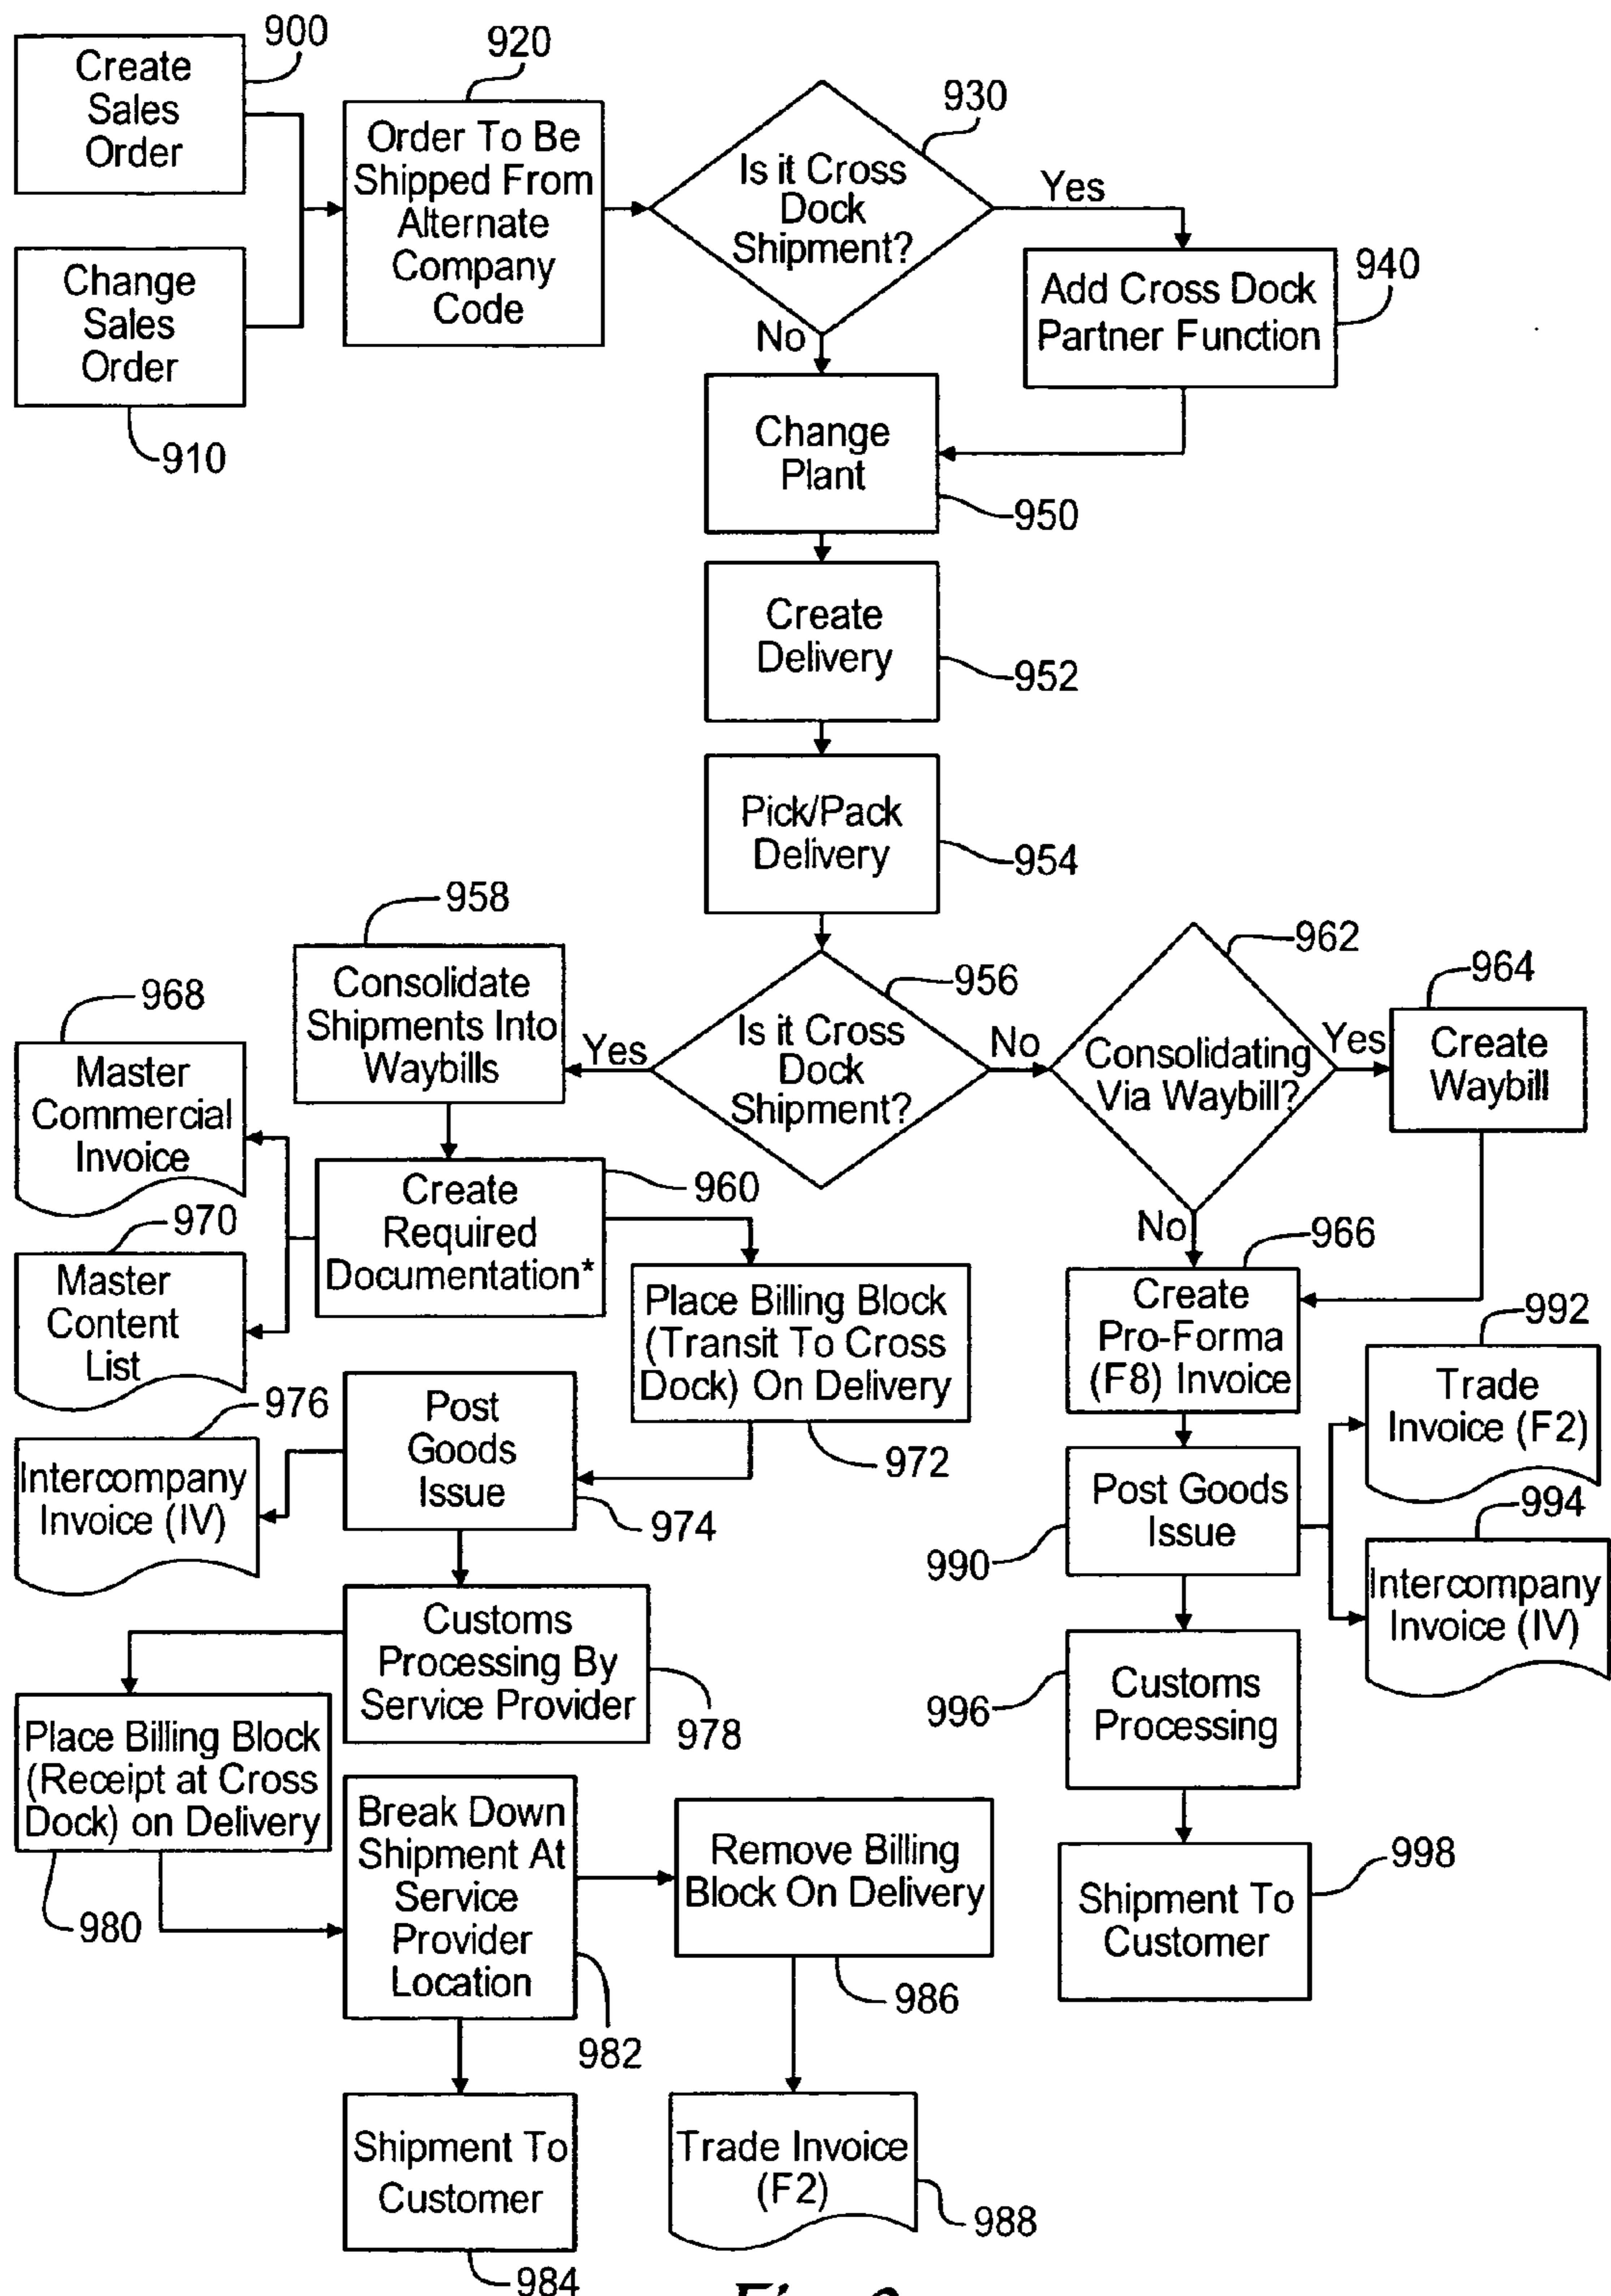 900
Create
Sales
Order
Change
Sales
Order
910
920
Order To Be
Shipped From
Alternate
Company
Code
930
Is it Cross
Dock
Shipment?
Yes
No
940
Add Cross Dock
Partner Function
Change
Plant
950
Create
Delivery
952
Pick/Pack
Delivery
954
956
Is it Cross
Dock
Shipment?
Yes
No
958
Consolidate
Shipments Into
Waybills
962
Consolidating
Via Waybill?
Yes
No
964
Create
Waybill
968
Master
Commercial
Invoice
970
Master
Content
List
960
Create
Required
Documentation*
Place Billing Block
(Transit To Cross
Dock) On Delivery
972
966
Create
Pro-Forma
(F8) Invoice
992
Trade
Invoice (F2)
976
Intercompany
Invoice (IV)
Post
Goods
Issue
974
Post Goods
Issue
990
994
Intercompany
Invoice (IV)
Customs
Processing By
Service Provider
978
Customs
Processing
996
Place Billing Block
(Receipt at Cross
Dock) on Delivery
980
Break Down
Shipment At
Service
Provider
Location
982
Remove Billing
Block On Delivery
986
Shipment To
Customer
998
Shipment To
Customer
984
Trade Invoice
(F2)
988